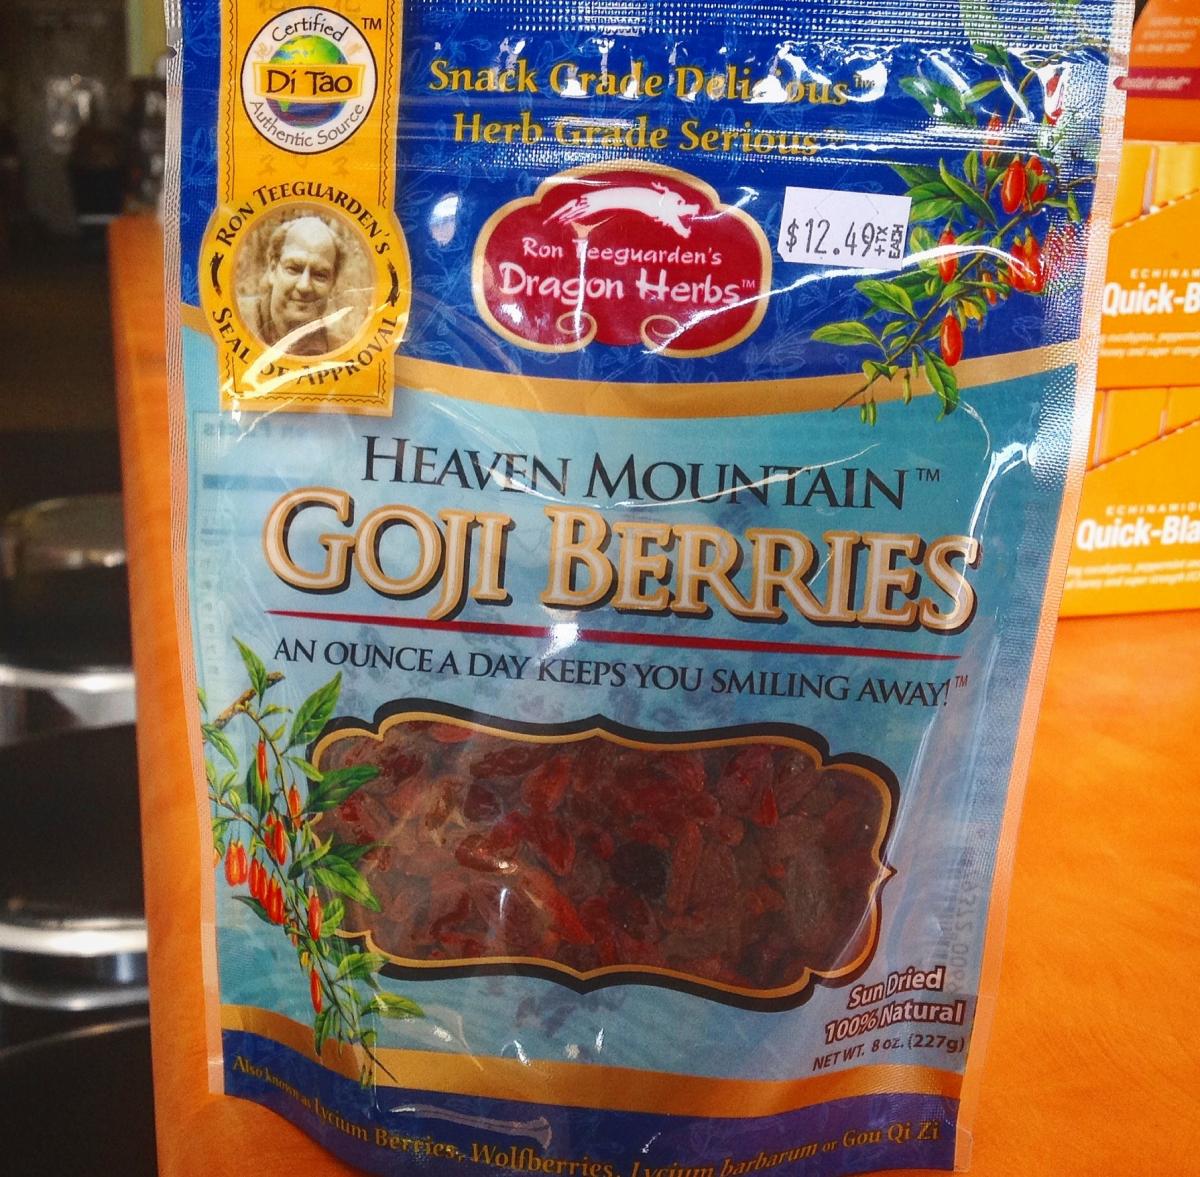 Certified
Di Tao
Authentic Source
TM
Snack Grade Delicious™
Herb Grade Serious™
RON TEEGUARDEN'S
SEAL OF APPROVAL
Ron Teeguarden's
Dragon Herbs™
$12.49+TX
EACH
HEAVEN MOUNTAIN™
GOJI BERRIES
AN OUNCE A DAY KEEPS YOU SMILING AWAY!™
Sun Dried
100% Natural
NET WT. 8 oz. (227g)
Also known as Lycium Berries, Wolfberries, Lycium barbarum or Gou Qi Zi
Quick-B
Quick-Bla